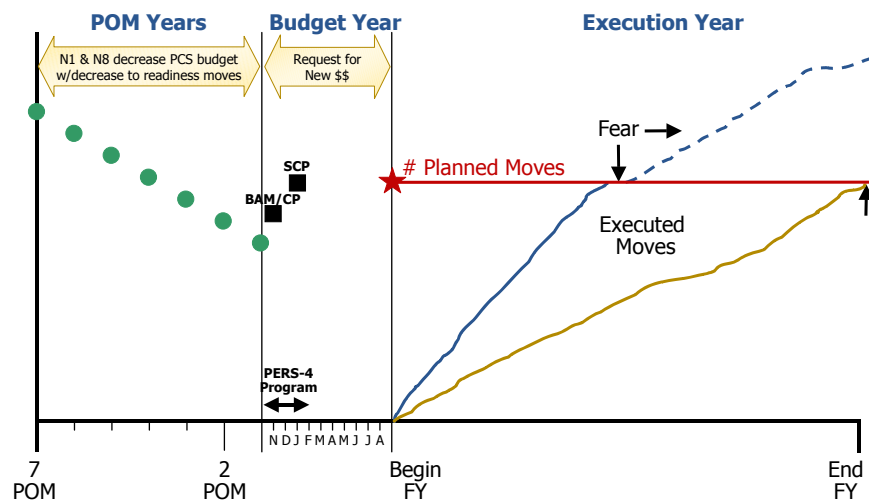 POM Years
Budget Year
Execution Year
N1 & N8 decrease PCS budget
w/decrease to readiness moves
Request for
New $$
Fear
SCP
# Planned Moves
BAM/CP
Executed
Moves
PERS-4
Program
N D J F M A M J J A
7
POM
2
POM
Begin
FY
End
FY